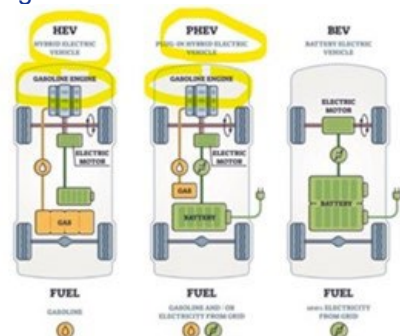 HEV
HYBRID ELECTRIC
VEHICLE
GASOLINE ENGINE
ELECTRIC
MOTOR
GAS
FUEL
GASOLINE
PHEV
PLUG-IN HYBRID ELECTRIC
VEHICLE
GASOLINE ENGINE
ELECTRIC
MOTOR
GAS
BATTERY
FUEL
GASOLINE AND / OR
ELECTRICITY FROM GRID
BEV
BATTERY ELECTRIC
VEHICLE
ELECTRIC
MOTOR
BATTERY
FUEL
100% ELECTRICITY
FROM GRID